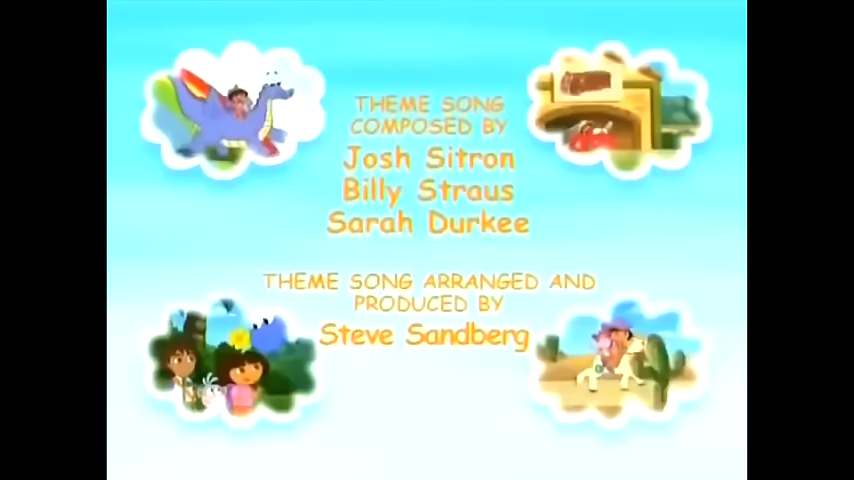 THEME SONG
COMPOSED BY
Josh Sitron
Billy Straus
Sarah Durkee
THEME SONG ARRANGED AND
PRODUCED BY
Steve Sandberg